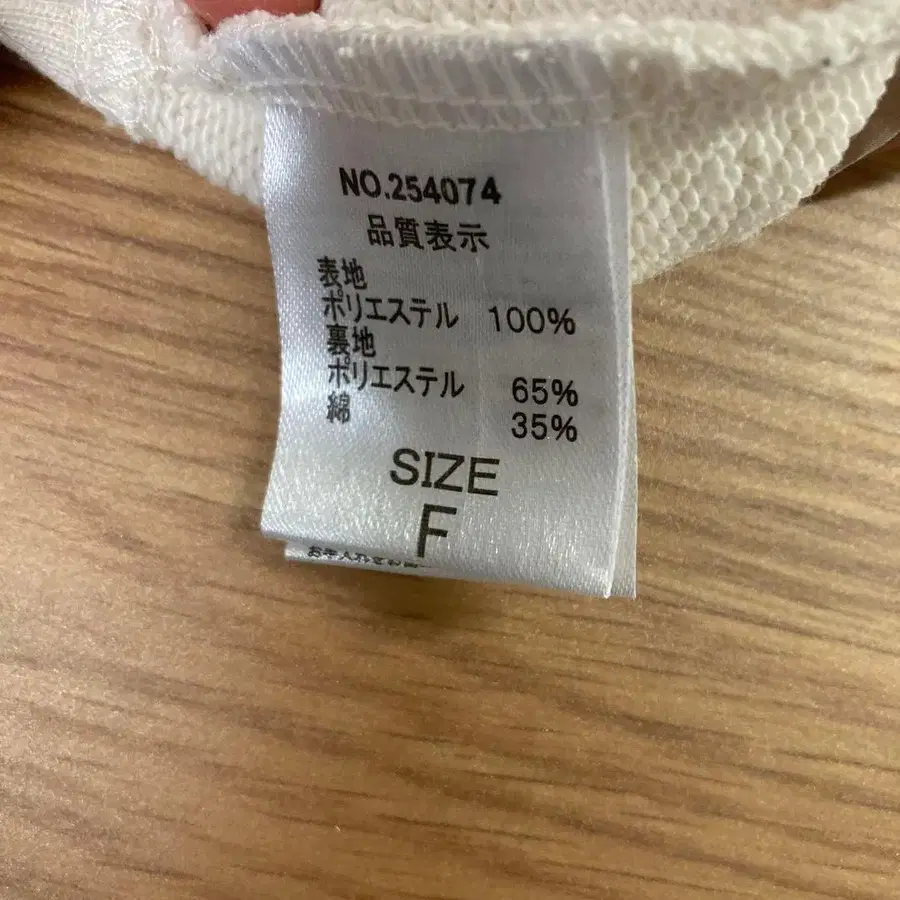 NO.254074
品質表示
表地
ポリエステル 100%
裏地
ポリエステル 65%
綿 35%
SIZE
F